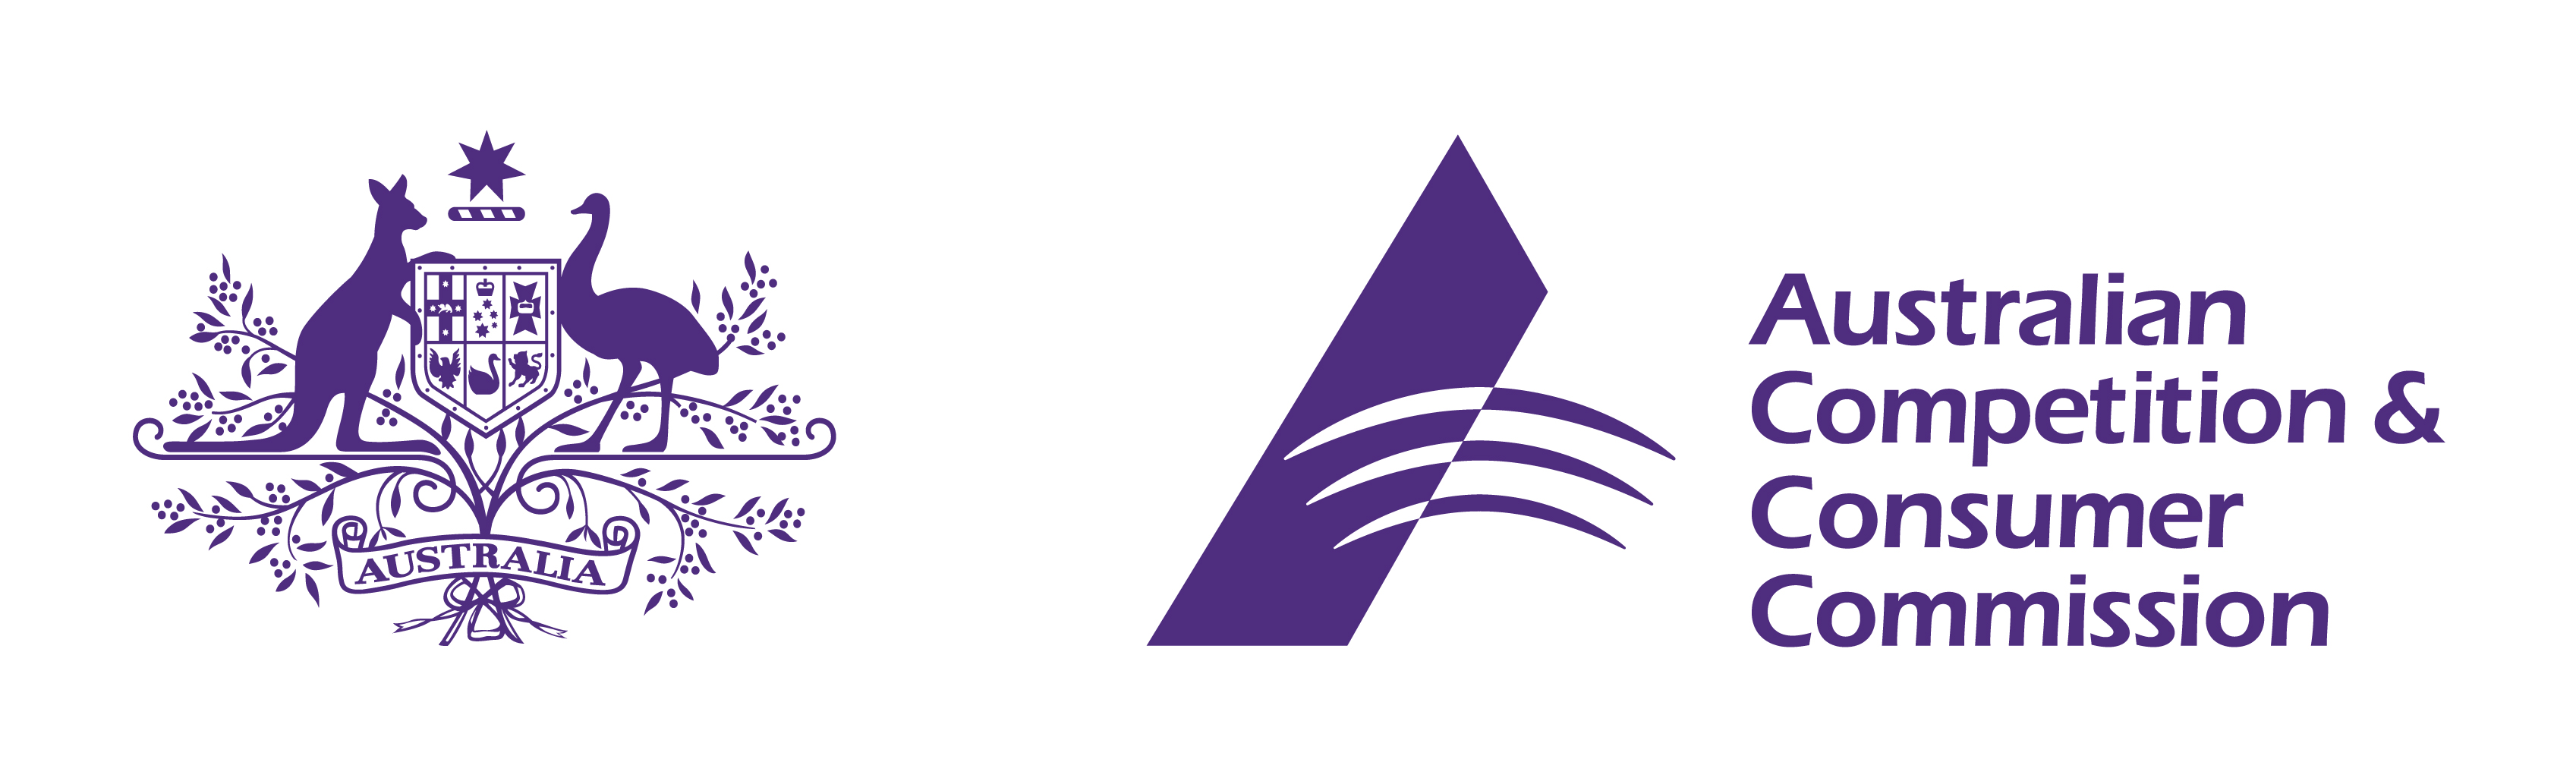 AUSTRALIA
Australian
Competition &
Consumer
Commission